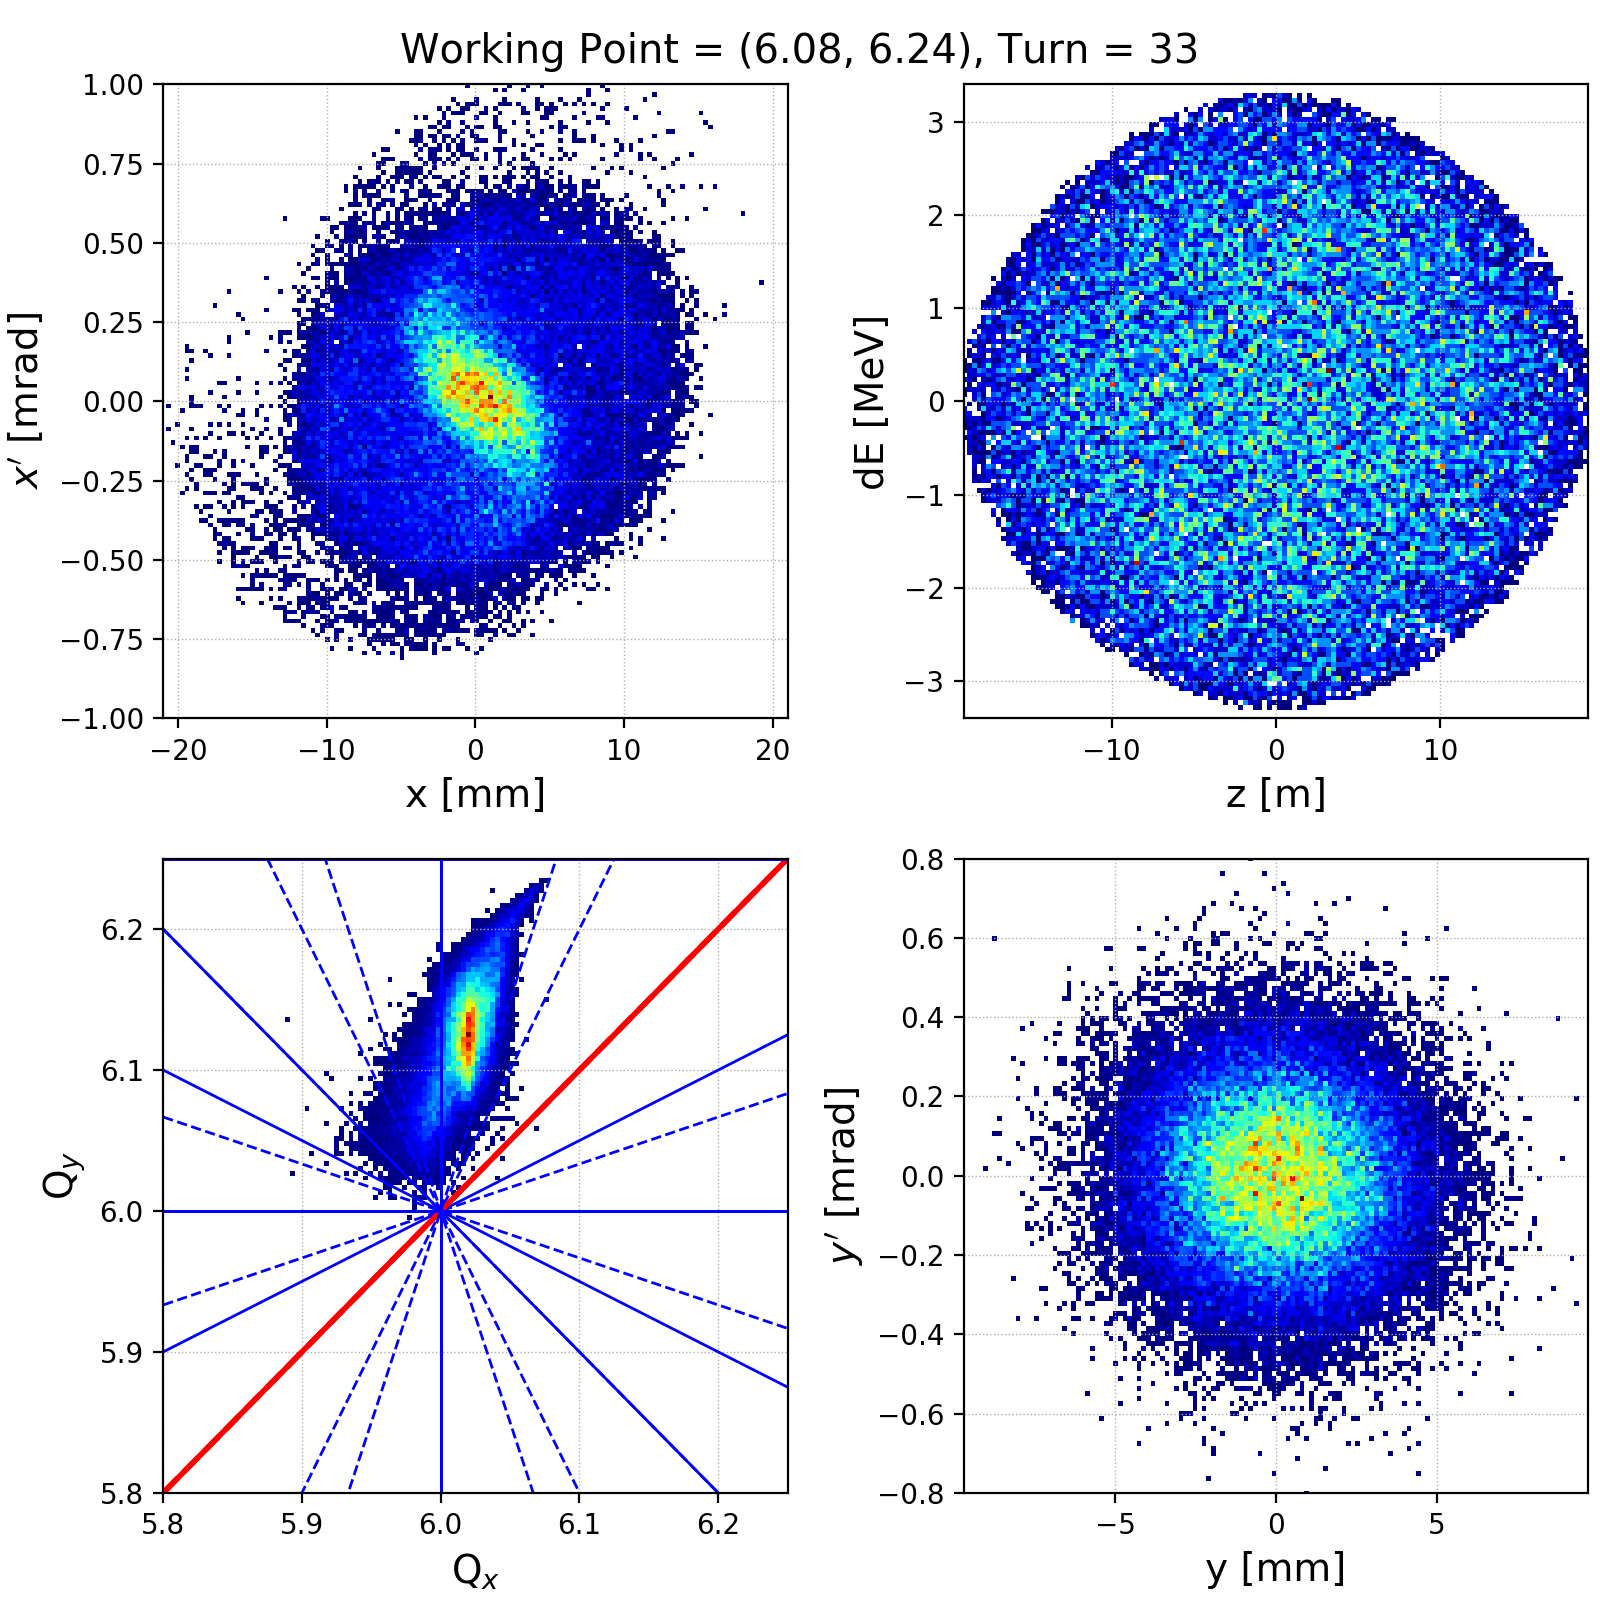 Working Point = (6.08, 6.24), Turn = 33
1.00
0.75
0.50
0.25
0.00
−0.25
−0.50
−0.75
−1.00
x′ [mrad]
−20 −10 0 10 20
x [mm]
3
2
1
0
−1
−2
−3
dE [MeV]
−10 0 10
z [m]
6.2
6.1
6.0
5.9
5.8
Qy
5.8 5.9 6.0 6.1 6.2
Qx
0.8
0.6
0.4
0.2
0.0
−0.2
−0.4
−0.6
−0.8
y′ [mrad]
−5 0 5
y [mm]